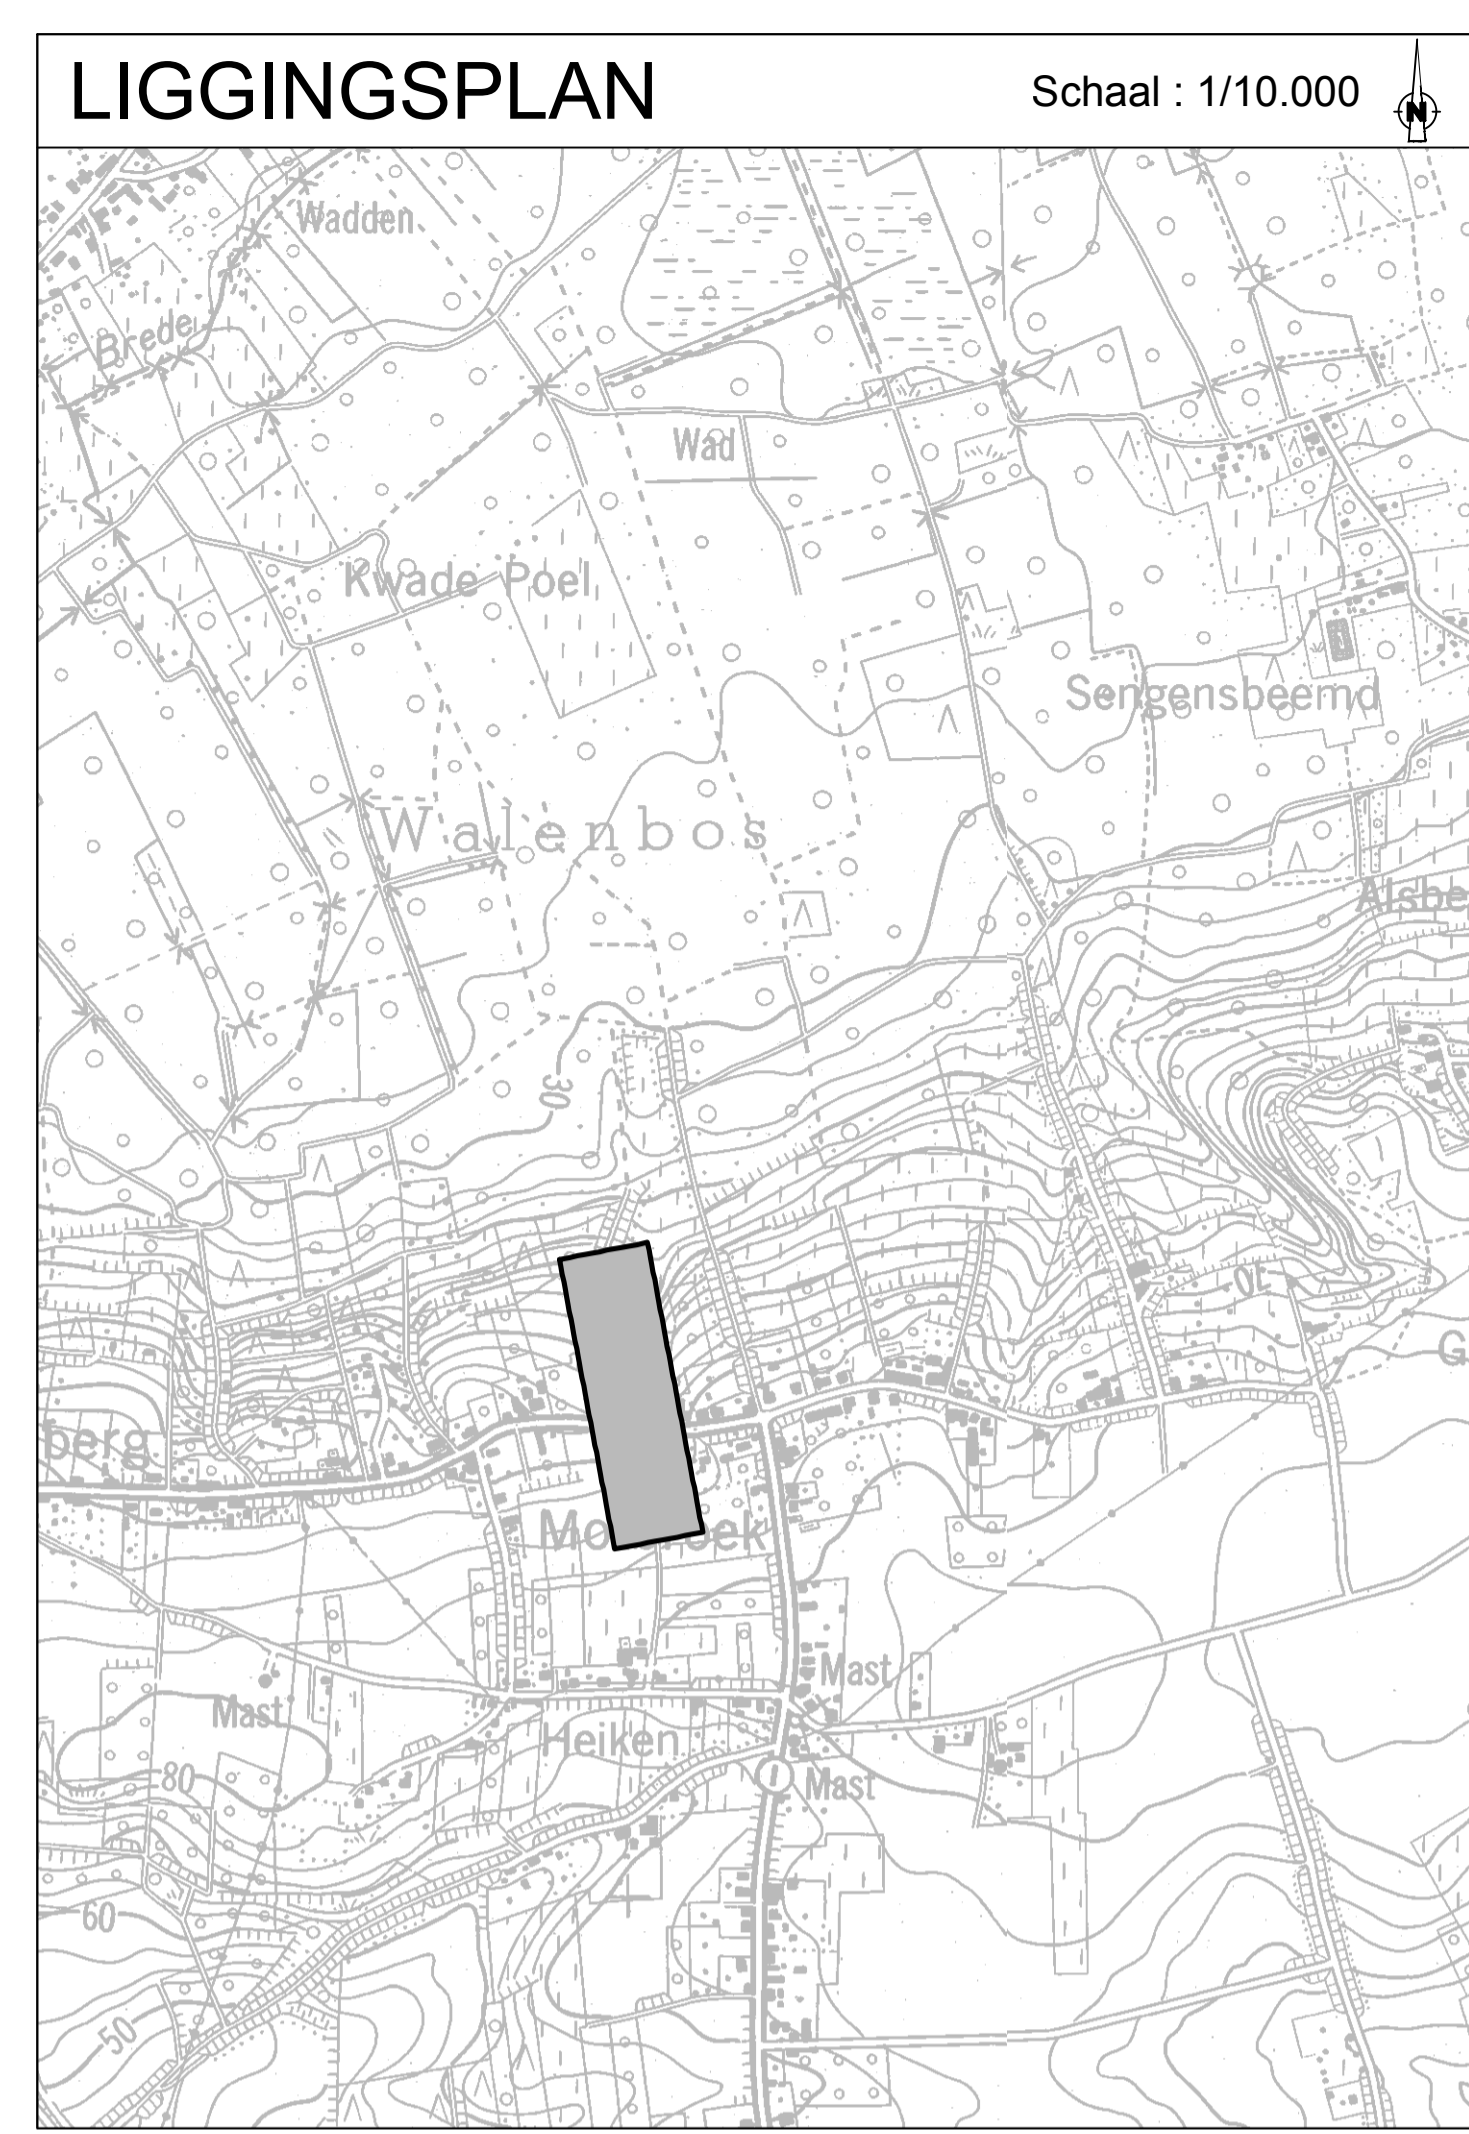 LIGGINGSPLAN
Schaal : 1/10.000
N
Wadden
Brede
Wad
Kwade Poel
Sengensbeemd
Walenbos
Alsbe
30
70
G
berg
Mast
Mast
Heiken
80
Mast
60
50